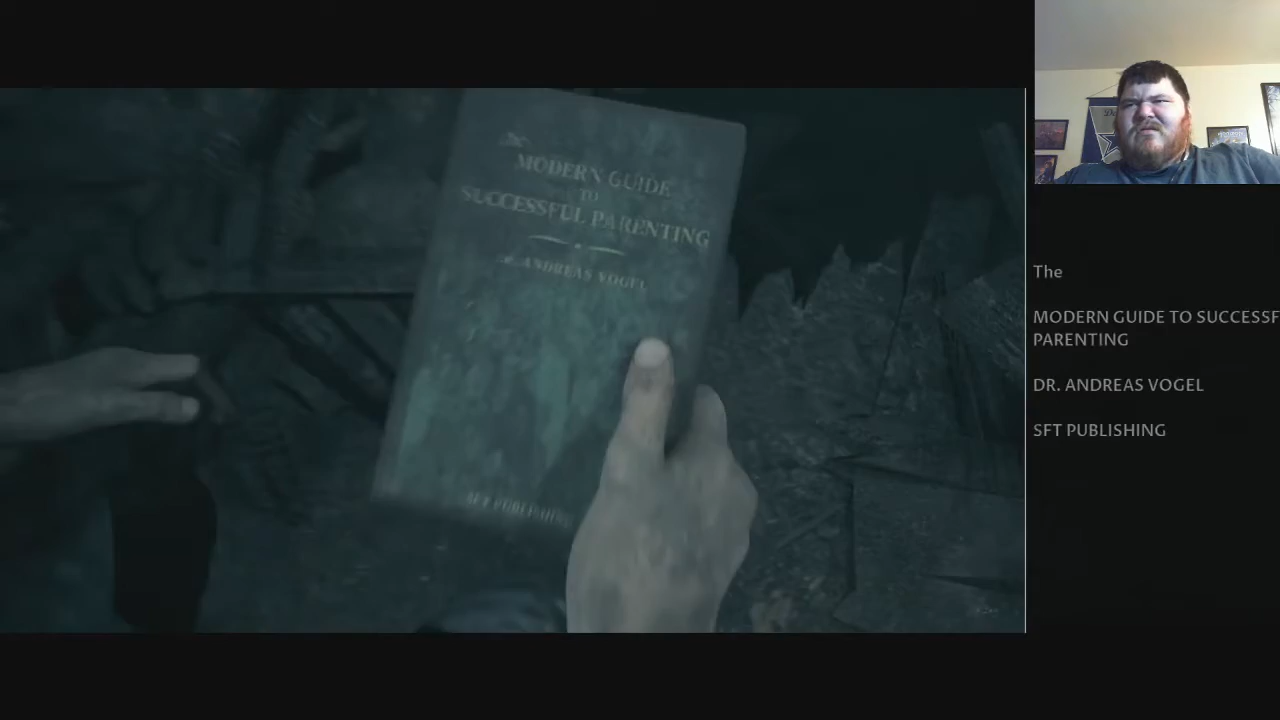 The
MODERN GUIDE
TO
SUCCESSFUL PARENTING
DR. ANDREAS VOGEL
SFT PUBLISHING
The
MODERN GUIDE TO SUCCESSF
PARENTING
DR. ANDREAS VOGEL
SFT PUBLISHING